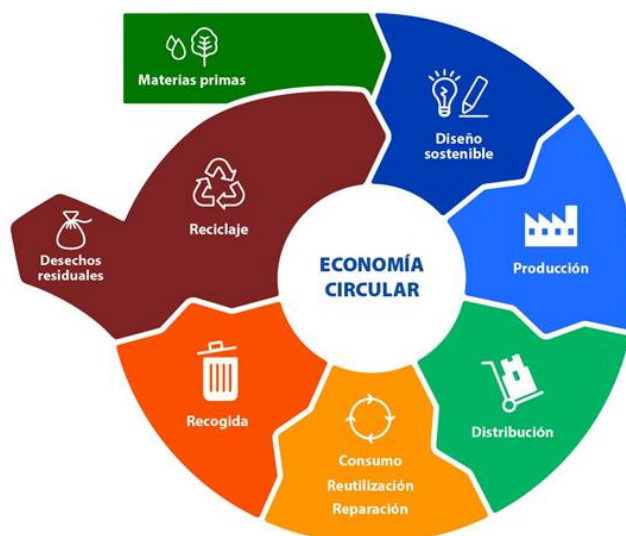 Materias primas
Diseño
sostenible
Producción
Distribución
Consumo
Reutilización
Reparación
Recogida
Reciclaje
Desechos
residuales
ECONOMÍA
CIRCULAR